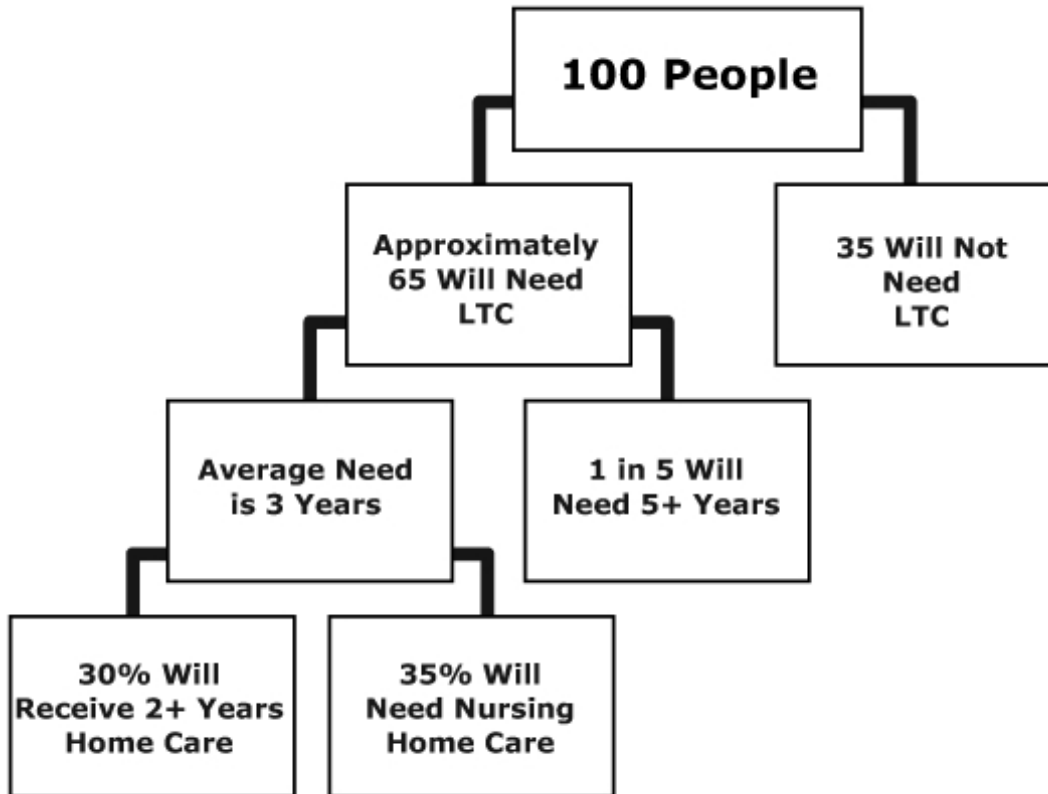 100 People
Approximately
65 Will Need
LTC
35 Will Not
Need
LTC
Average Need
is 3 Years
1 in 5 Will
Need 5+ Years
30% Will
Receive 2+ Years
Home Care
35% Will
Need Nursing
Home Care